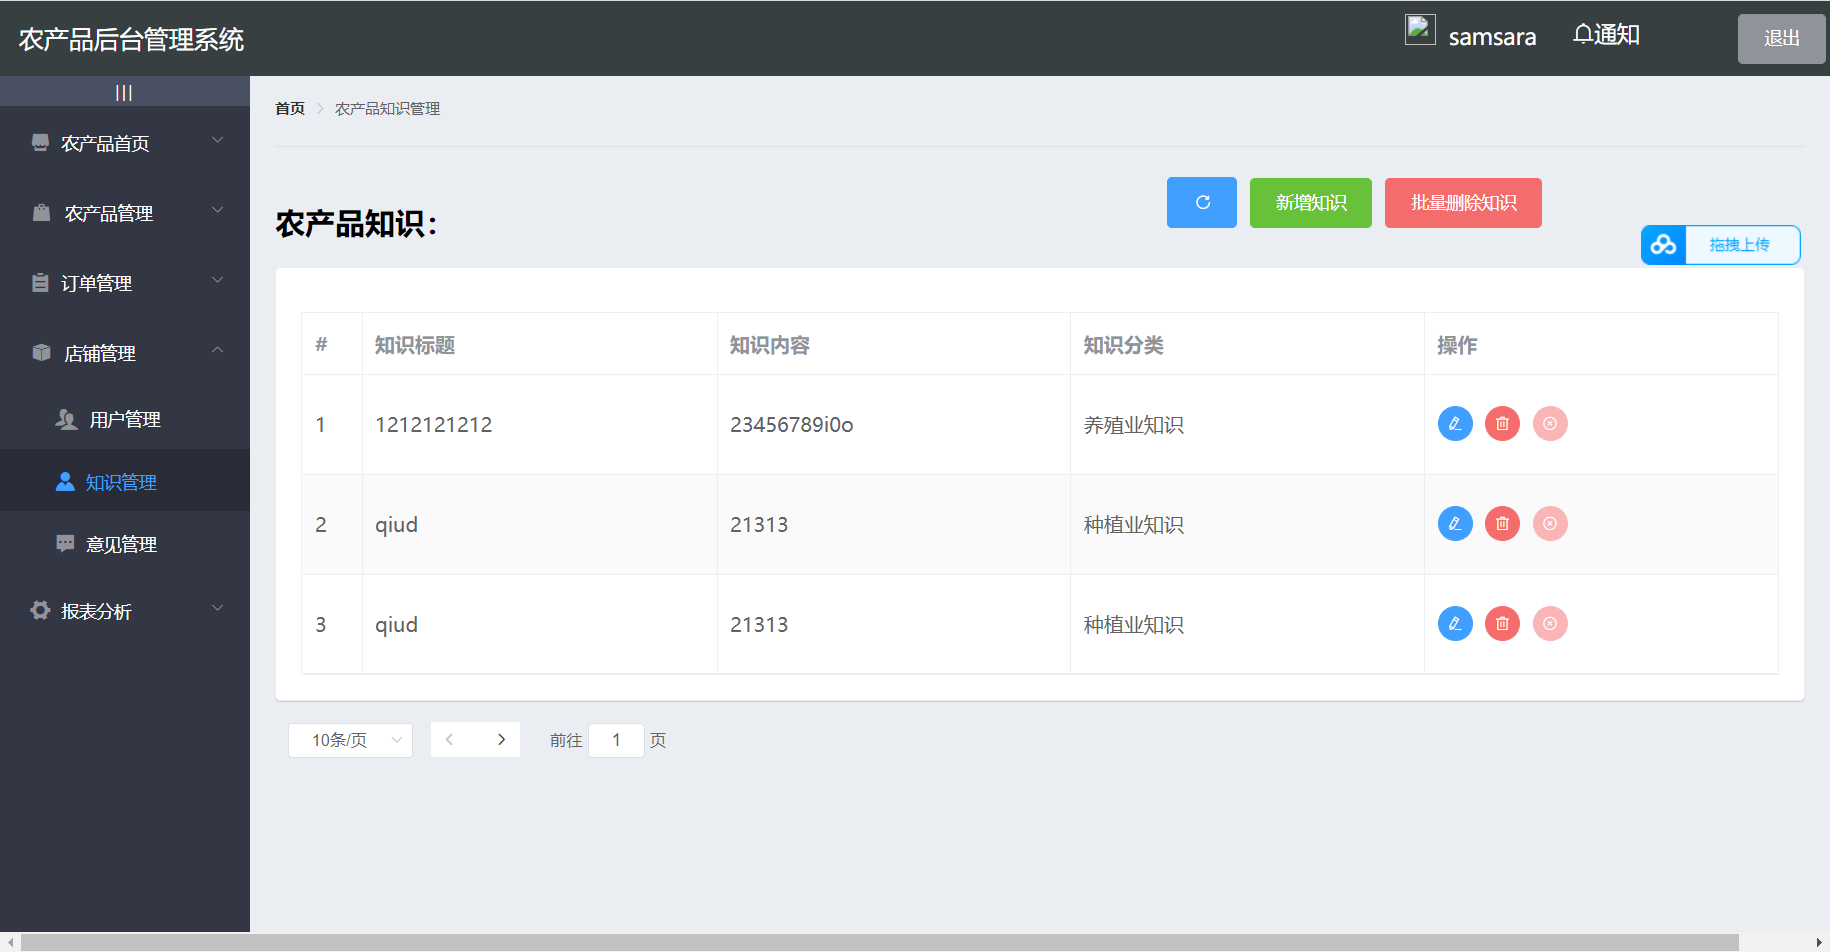 农产品后台管理系统
samsara
通知
退出
|||
首页
农产品知识管理
农产品首页
农产品管理
订单管理
店铺管理
用户管理
知识管理
意见管理
报表分析
农产品知识：
新增知识
批量删除知识
拖拽上传
# 知识标题 知识内容 知识分类 操作
1 1212121212 23456789i0o 养殖业知识
2 qiud 21313 种植业知识
3 qiud 21313 种植业知识
10条/页 前往 1 页